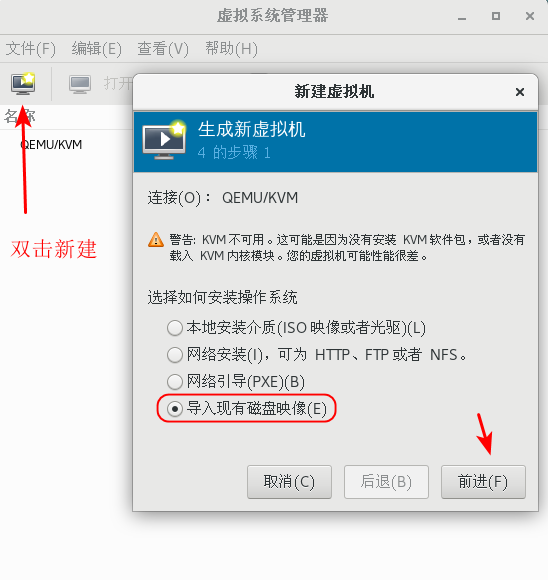 虚拟系统管理器
文件(F) 编辑(E) 查看(V) 帮助(H)
打开
名称
QEMU/KVM
双击新建
新建虚拟机
生成新虚拟机
4 的步骤 1
连接(O)： QEMU/KVM
警告: KVM 不可用。这可能是因为没有安装 KVM 软件包，或者没有
载入 KVM 内核模块。您的虚拟机可能性能很差。
选择如何安装操作系统
本地安装介质(ISO 映像或者光驱)(L)
网络安装(I)，可为 HTTP、FTP 或者 NFS。
网络引导(PXE)(B)
导入现有磁盘映像(E)
取消(C) 后退(B) 前进(F)